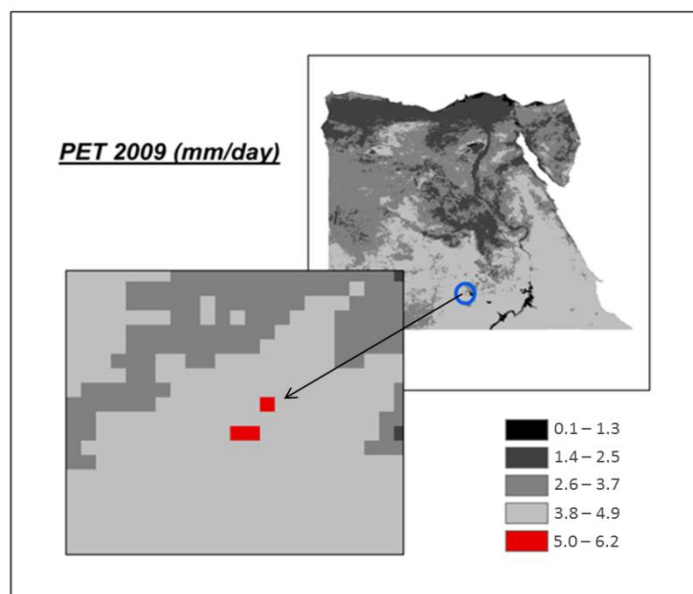 PET 2009 (mm/day)
0.1 – 1.3
1.4 – 2.5
2.6 – 3.7
3.8 – 4.9
5.0 – 6.2